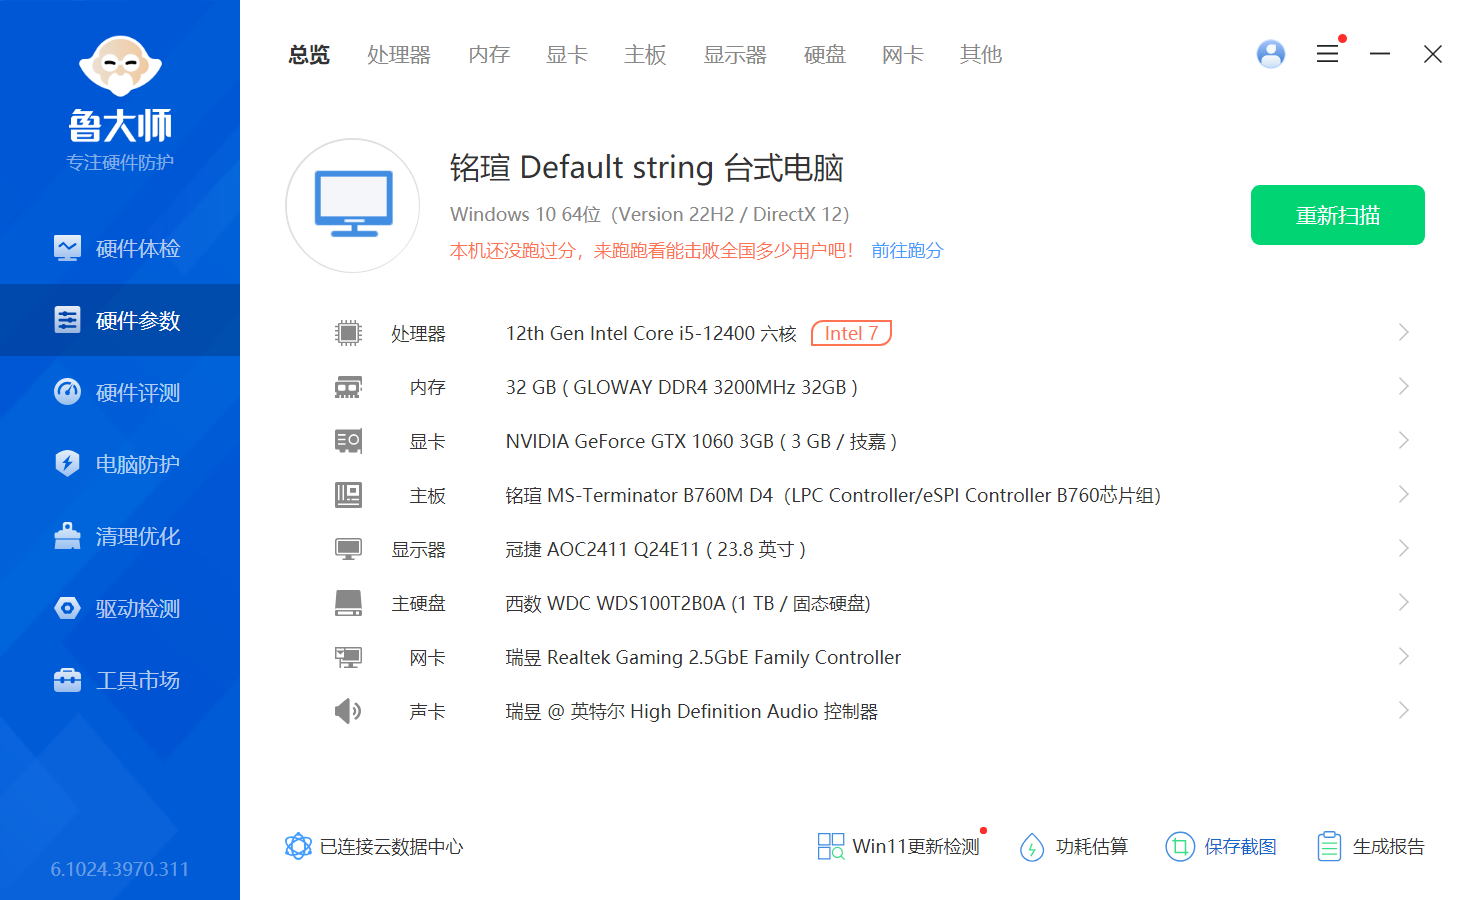 总览 处理器 内存 显卡 主板 显示器 硬盘 网卡 其他
鲁大师
专注硬件防护
硬件体检
硬件参数
硬件评测
电脑防护
清理优化
驱动检测
工具市场
6.1024.3970.311
铭瑄 Default string 台式电脑
Windows 10 64位（Version 22H2 / DirectX 12）
本机还没跑过分，来跑跑看能击败全国多少用户吧！ 前往跑分
重新扫描
处理器 12th Gen Intel Core i5-12400 六核 Intel 7
内存 32 GB ( GLOWAY DDR4 3200MHz 32GB )
显卡 NVIDIA GeForce GTX 1060 3GB ( 3 GB / 技嘉 )
主板 铭瑄 MS-Terminator B760M D4（LPC Controller/eSPI Controller B760芯片组）
显示器 冠捷 AOC2411 Q24E11 ( 23.8 英寸 )
主硬盘 西数 WDC WDS100T2B0A (1 TB / 固态硬盘)
网卡 瑞昱 Realtek Gaming 2.5GbE Family Controller
声卡 瑞昱 @ 英特尔 High Definition Audio 控制器
已连接云数据中心 Win11更新检测 功耗估算 保存截图 生成报告